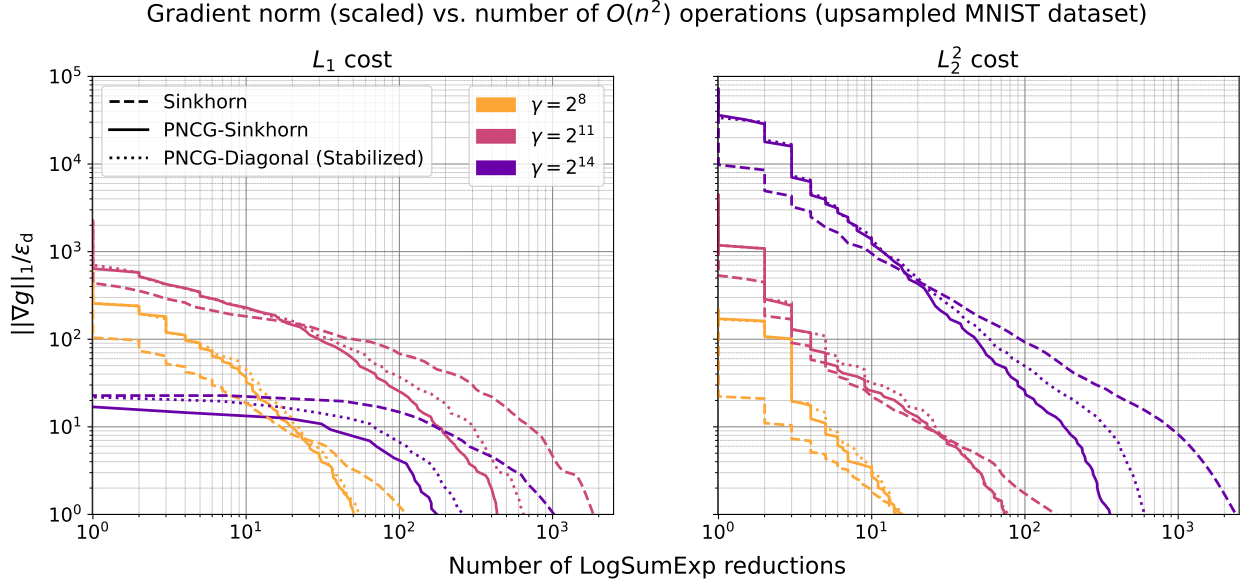 Gradient norm (scaled) vs. number of O(n²) operations (upsampled MNIST dataset)
L₁ cost
L₂² cost
||∇g||₁/ε_d
10⁵
10⁴
10³
10²
10¹
10⁰
Sinkhorn
PNCG-Sinkhorn
PNCG-Diagonal (Stabilized)
γ = 2⁸
γ = 2¹¹
γ = 2¹⁴
10⁰ 10¹ 10² 10³
10⁰ 10¹ 10² 10³
Number of LogSumExp reductions